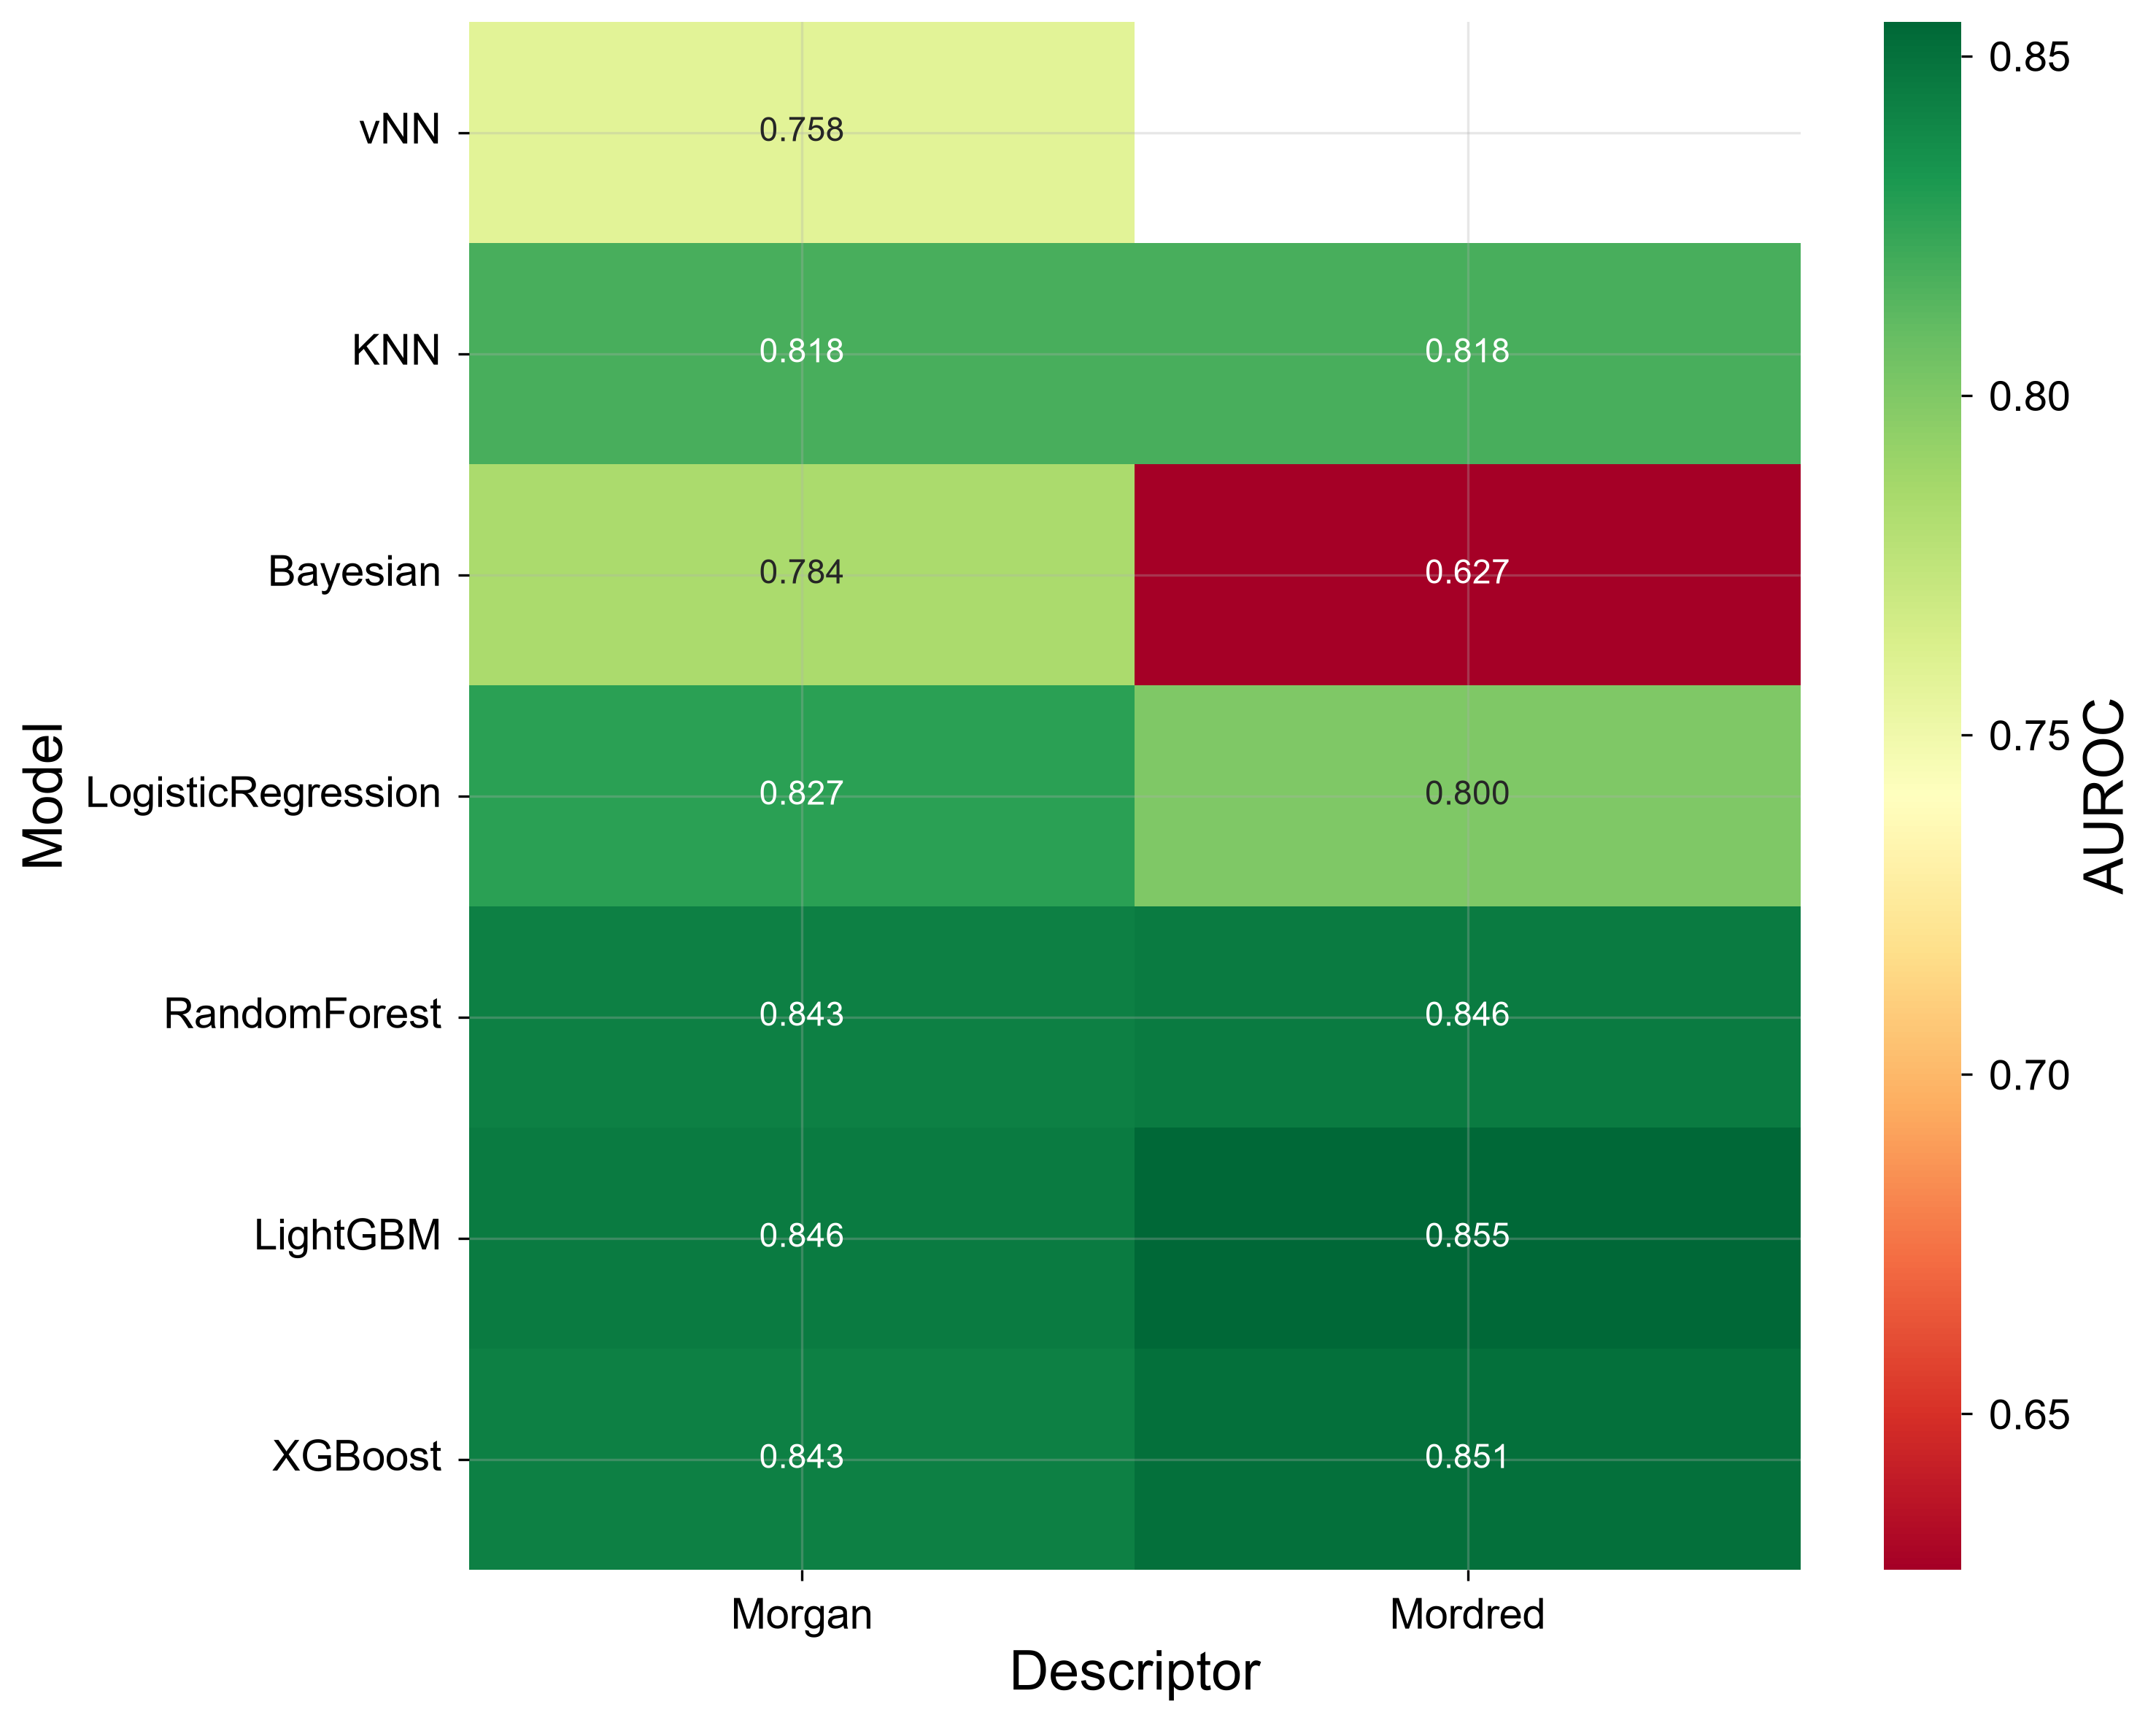 Model
vNN
0.758
KNN
0.818 0.818
Bayesian
0.784 0.627
LogisticRegression
0.827 0.800
RandomForest
0.843 0.846
LightGBM
0.846 0.855
XGBoost
0.843 0.851
Morgan Mordred
Descriptor
0.85
0.80
0.75
0.70
0.65
AUROC